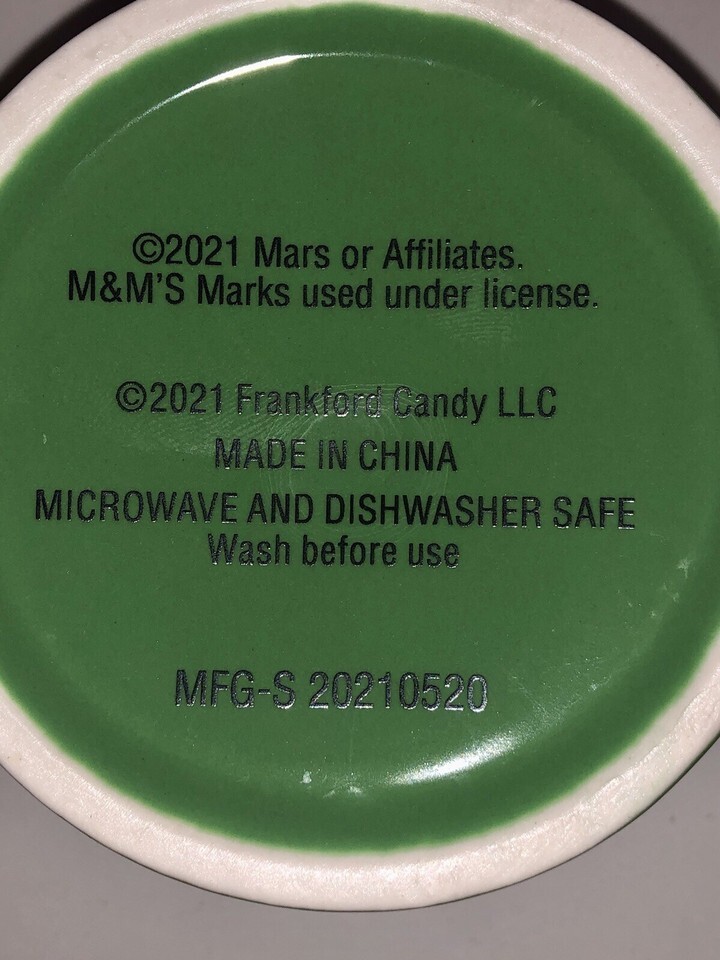 ©2021 Mars or Affiliates.
M&M'S Marks used under license.
©2021 Frankford Candy LLC
MADE IN CHINA
MICROWAVE AND DISHWASHER SAFE
Wash before use
MFG-S 20210520